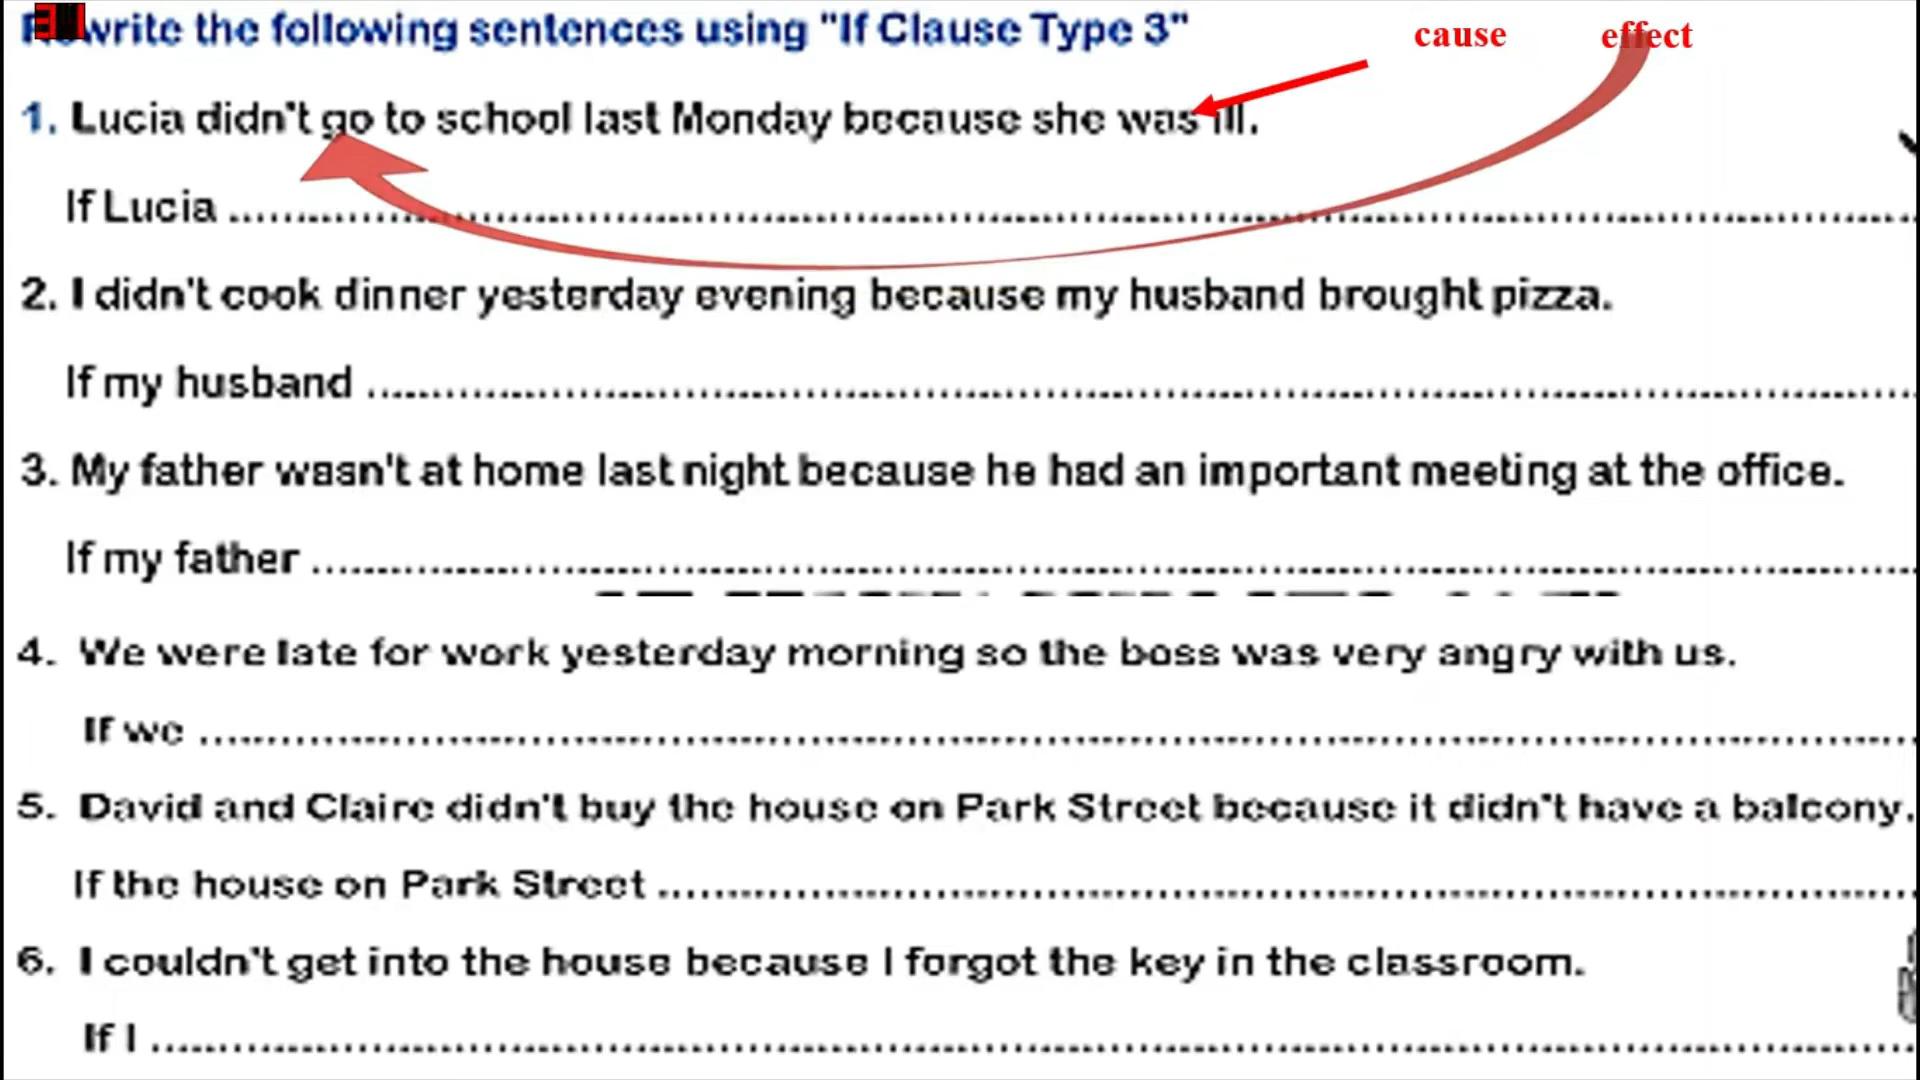 Rewrite the following sentences using "If Clause Type 3"
cause effect
1. Lucia didn't go to school last Monday because she was ill.
If Lucia ..........
2. I didn't cook dinner yesterday evening because my husband brought pizza.
If my husband ..........
3. My father wasn't at home last night because he had an important meeting at the office.
If my father ..........
4. We were late for work yesterday morning so the boss was very angry with us.
If we ..........
5. David and Claire didn't buy the house on Park Street because it didn't have a balcony.
If the house on Park Street ..........
6. I couldn't get into the house because I forgot the key in the classroom.
If I ..........